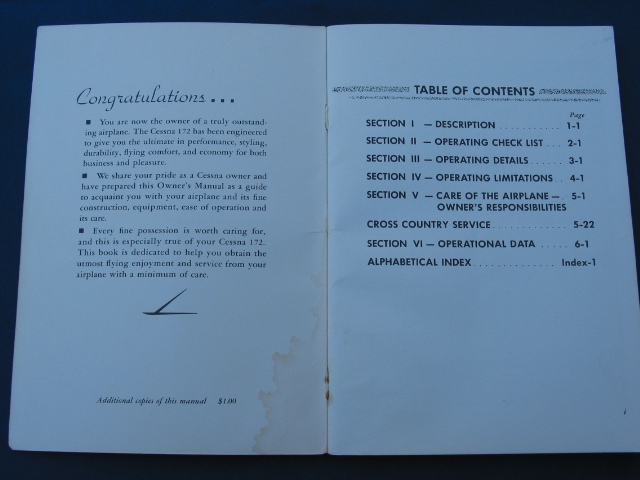 Congratulations...
■ You are now the owner of a truly outstand-
ing airplane. The Cessna 172 has been engineered
to give you the ultimate in performance, styling,
durability, flying comfort, and economy for both
business and pleasure.
■ We share your pride as a Cessna owner and
have prepared this Owner's Manual as a guide
to acquaint you with your airplane and its fine
construction, equipment, ease of operation and
its care.
■ Every fine possession is worth caring for,
and this is especially true of your Cessna 172.
This book is dedicated to help you obtain the
utmost flying enjoyment and service from your
airplane with a minimum of care.
Additional copies of this manual $1.00
TABLE OF CONTENTS
Page
SECTION I — DESCRIPTION ............ 1-1
SECTION II — OPERATING CHECK LIST ... 2-1
SECTION III — OPERATING DETAILS ..... 3-1
SECTION IV — OPERATING LIMITATIONS .. 4-1
SECTION V — CARE OF THE AIRPLANE — . 5-1
OWNER'S RESPONSIBILITIES
CROSS COUNTRY SERVICE ............... 5-22
SECTION VI — OPERATIONAL DATA ...... 6-1
ALPHABETICAL INDEX ............... Index-1
i